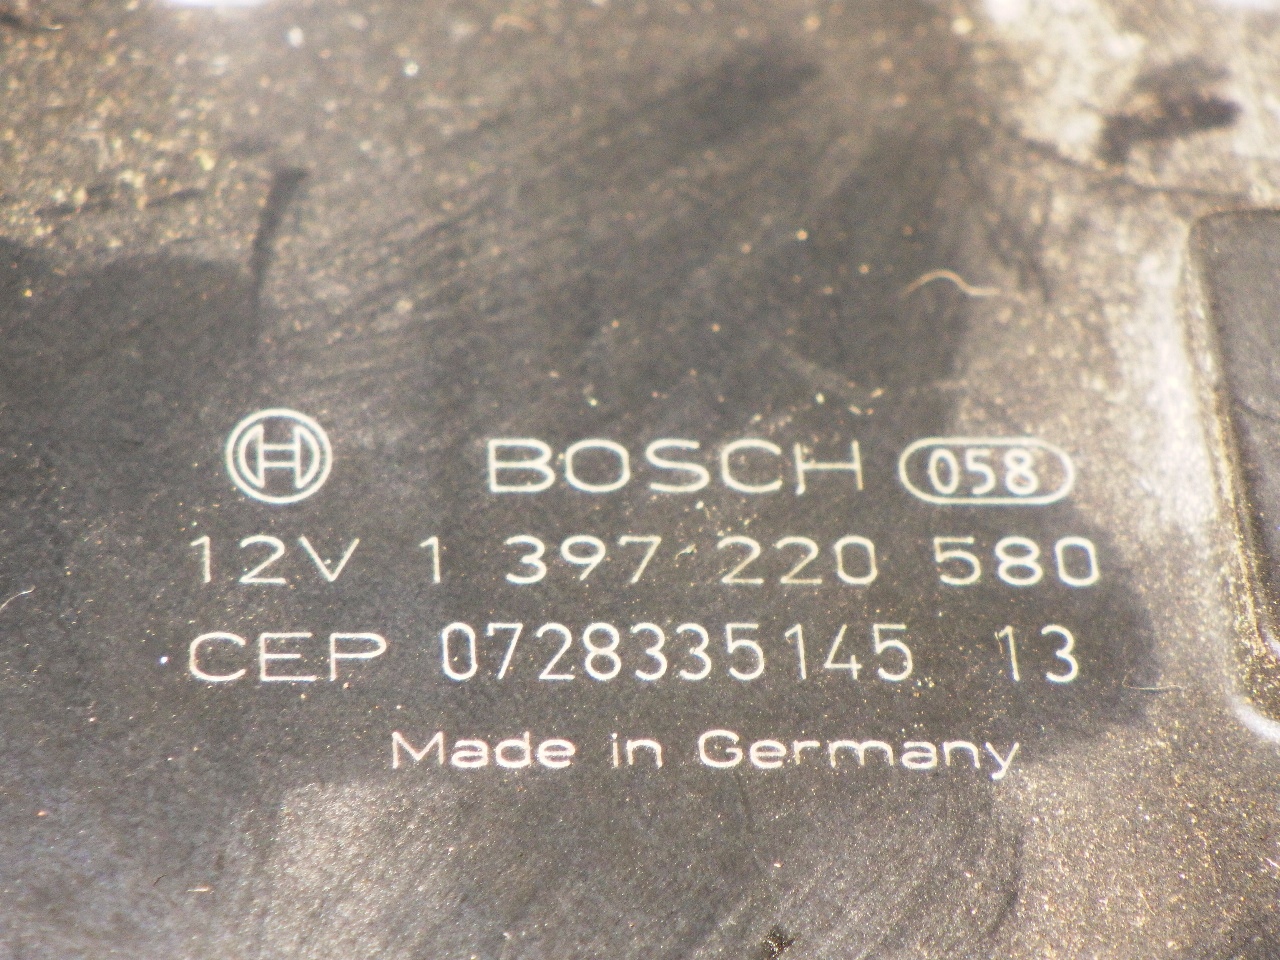 BOSCH 058
12V 1 397 220 580
CEP 0728335145 13
Made in Germany